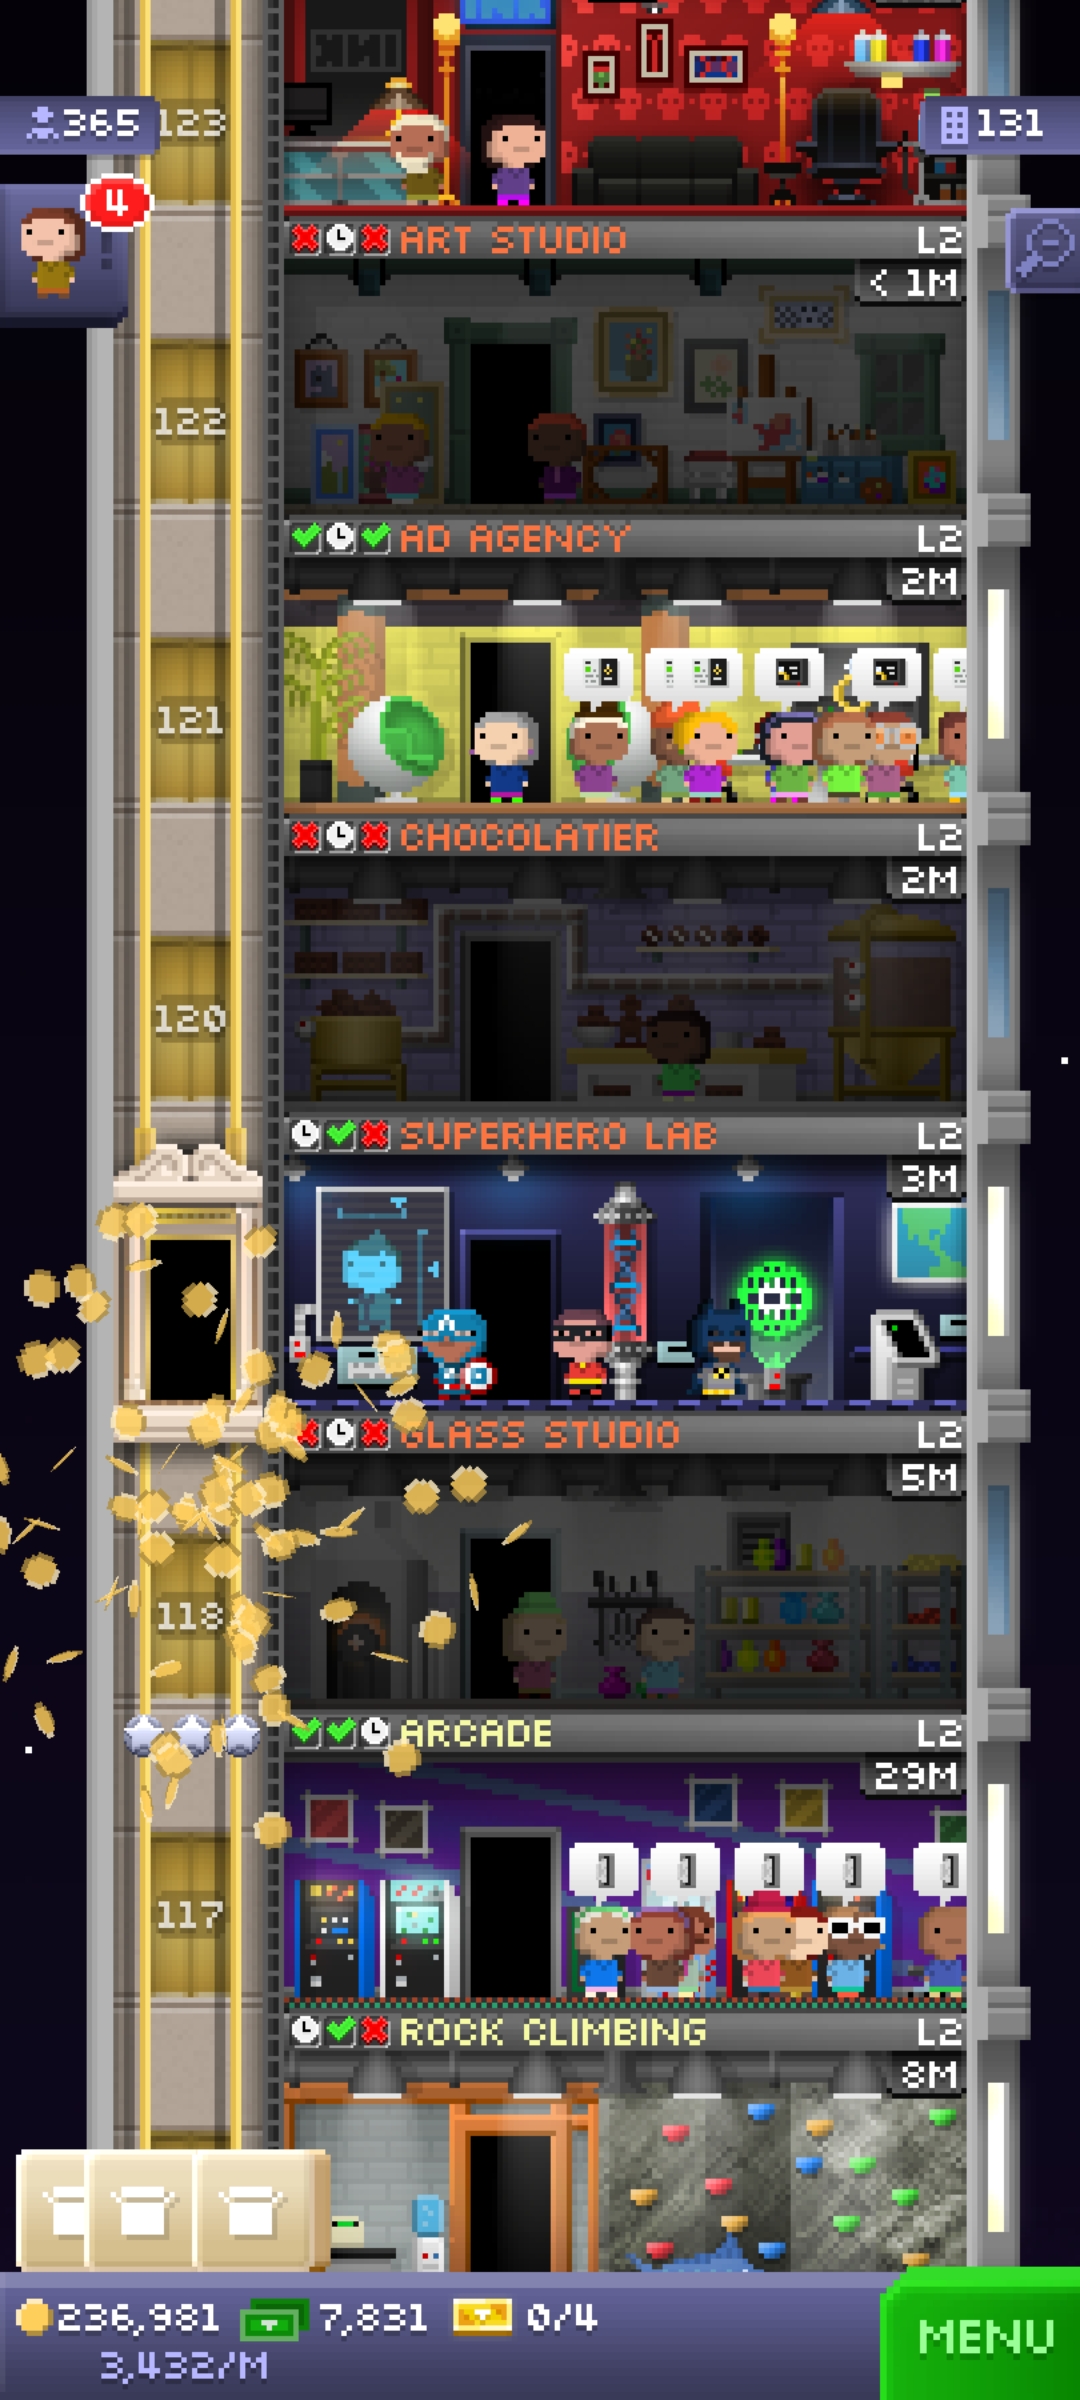 INK
INK
365
123
131
4
ART STUDIO L2
< 1M
122
AD AGENCY L2
2M
121
CHOCOLATIER L2
2M
120
SUPERHERO LAB L2
3M
A
GLASS STUDIO L2
5M
118
ARCADE L2
29M
117
ROCK CLIMBING L2
8M
236,981 7,831 0/4
3,432/M
MENU